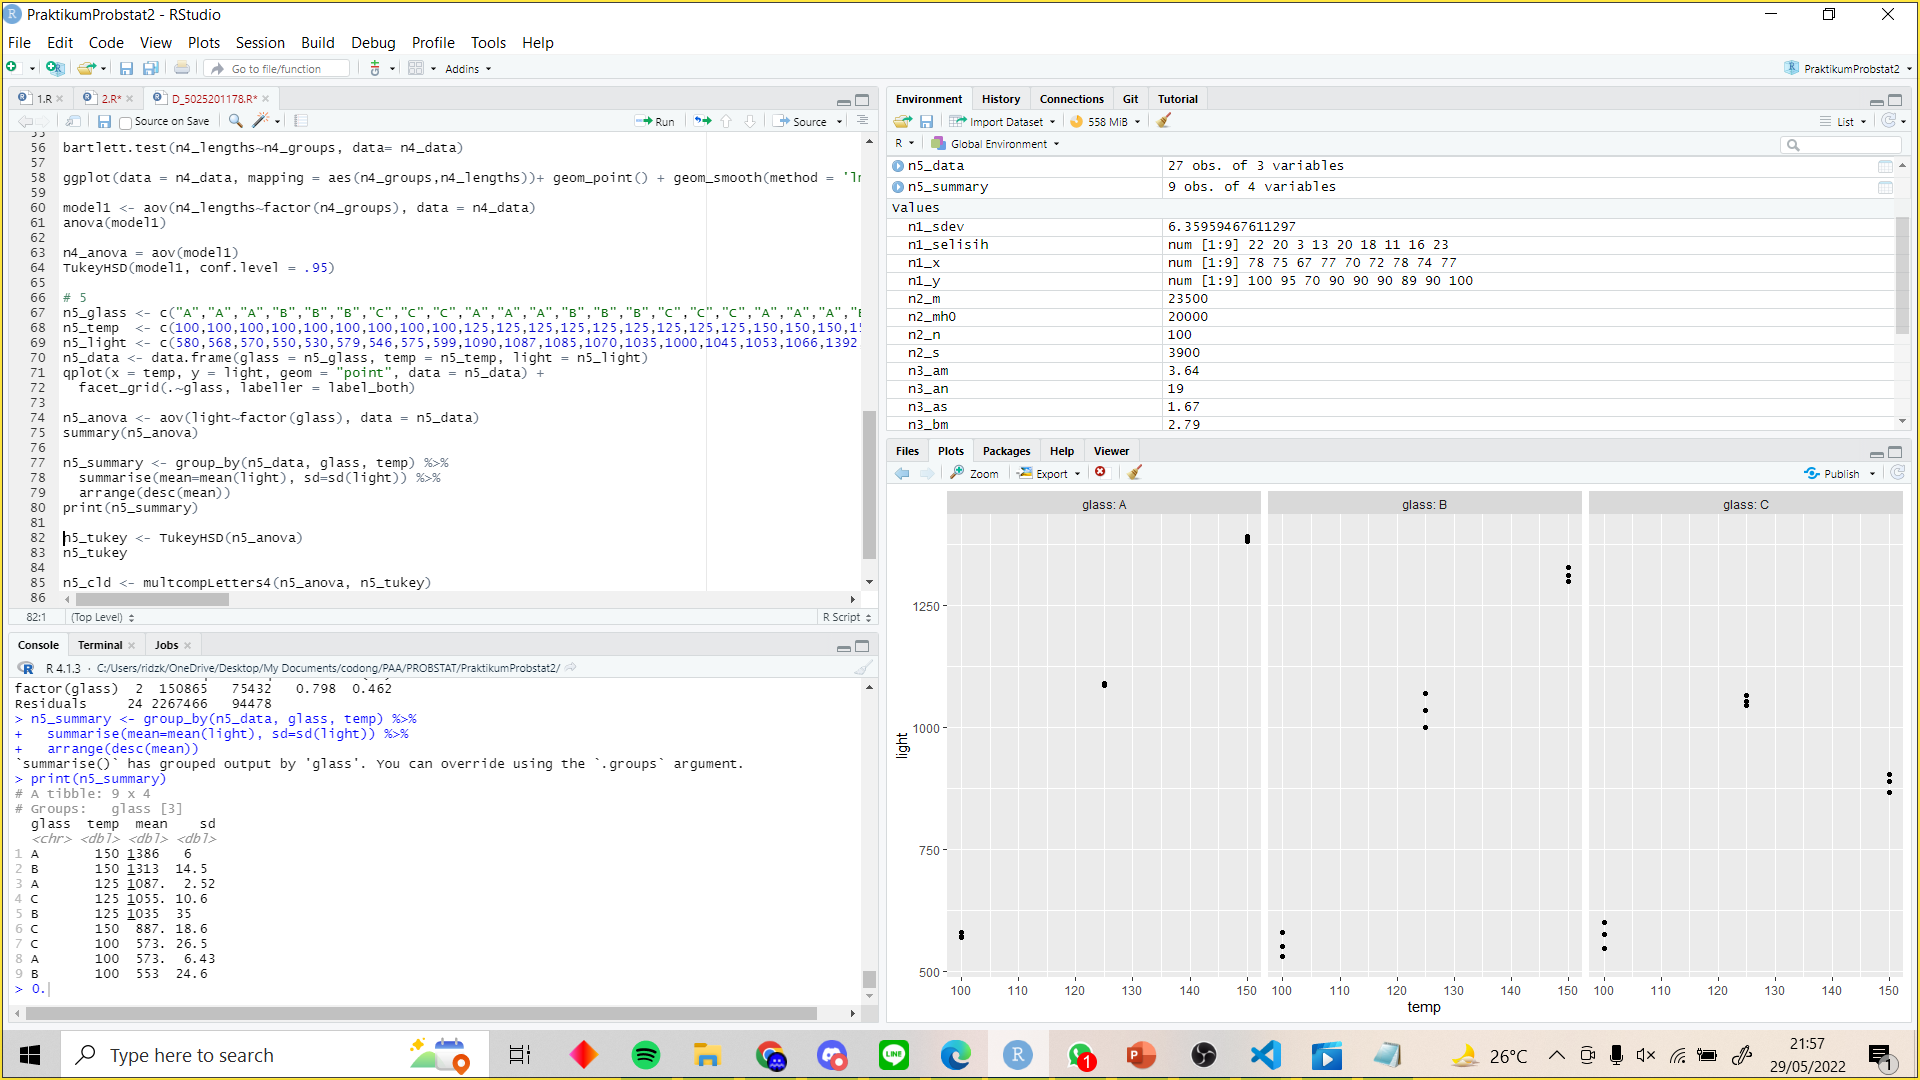 PraktikumProbstat2 - RStudio
File Edit Code View Plots Session Build Debug Profile Tools Help
Go to file/function Addins PraktikumProbstat2
1.R 2.R* D_5025201178.R*
Source on Save Run Source
56 bartlett.test(n4_lengths~n4_groups, data= n4_data)
57
58 ggplot(data = n4_data, mapping = aes(n4_groups,n4_lengths))+ geom_point() + geom_smooth(method = 'l
59
60 model1 <- aov(n4_lengths~factor(n4_groups), data = n4_data)
61 anova(model1)
62
63 n4_anova = aov(model1)
64 TukeyHSD(model1, conf.level = .95)
65
66 # 5
67 n5_glass <- c("A","A","A","B","B","B","C","C","C","A","A","A","B","B","B","C","C","C","A","A","A","
68 n5_temp <- c(100,100,100,100,100,100,100,100,100,125,125,125,125,125,125,125,125,125,150,150,150,15
69 n5_light <- c(580,568,570,550,530,579,546,575,599,1090,1087,1085,1070,1035,1000,1045,1053,1066,1392
70 n5_data <- data.frame(glass = n5_glass, temp = n5_temp, light = n5_light)
71 qplot(x = temp, y = light, geom = "point", data = n5_data) +
72 facet_grid(.~glass, labeller = label_both)
73
74 n5_anova <- aov(light~factor(glass), data = n5_data)
75 summary(n5_anova)
76
77 n5_summary <- group_by(n5_data, glass, temp) %>%
78 summarise(mean=mean(light), sd=sd(light)) %>%
79 arrange(desc(mean))
80 print(n5_summary)
81
82 n5_tukey <- TukeyHSD(n5_anova)
83 n5_tukey
84
85 n5_cld <- multcompLetters4(n5_anova, n5_tukey)
86
82:1 (Top Level) R Script
Console Terminal Jobs
R 4.1.3 · C:/Users/ridzk/OneDrive/Desktop/My Documents/codong/PAA/PROBSTAT/PraktikumProbstat2/
factor(glass) 2 150865 75432 0.798 0.462
Residuals 24 2267466 94478
> n5_summary <- group_by(n5_data, glass, temp) %>%
+ summarise(mean=mean(light), sd=sd(light)) %>%
+ arrange(desc(mean))
`summarise()` has grouped output by 'glass'. You can override using the `.groups` argument.
> print(n5_summary)
# A tibble: 9 x 4
# Groups: glass [3]
glass temp mean sd
<chr> <dbl> <dbl> <dbl>
1 A 150 1386 6
2 B 150 1313 14.5
3 A 125 1087. 2.52
4 C 125 1055. 10.6
5 B 125 1035 35
6 C 150 887. 18.6
7 C 100 573. 26.5
8 A 100 573. 6.43
9 B 100 553 24.6
> 0.
Environment History Connections Git Tutorial
Import Dataset 558 MiB List
R Global Environment
n5_data 27 obs. of 3 variables
n5_summary 9 obs. of 4 variables
Values
n1_sdev 6.35959467611297
n1_selisih num [1:9] 22 20 3 13 20 18 11 16 23
n1_x num [1:9] 78 75 67 77 70 72 78 74 77
n1_y num [1:9] 100 95 70 90 90 90 89 90 100
n2_m 23500
n2_mh0 20000
n2_n 100
n2_s 3900
n3_am 3.64
n3_an 19
n3_as 1.67
n3_bm 2.79
Files Plots Packages Help Viewer
Zoom Export Publish
glass: A glass: B glass: C
1250
1000
750
500
light
100 110 120 130 140 150 100 110 120 130 140 150 100 110 120 130 140 150
temp
Type here to search
1
26°C
21:57
29/05/2022
1